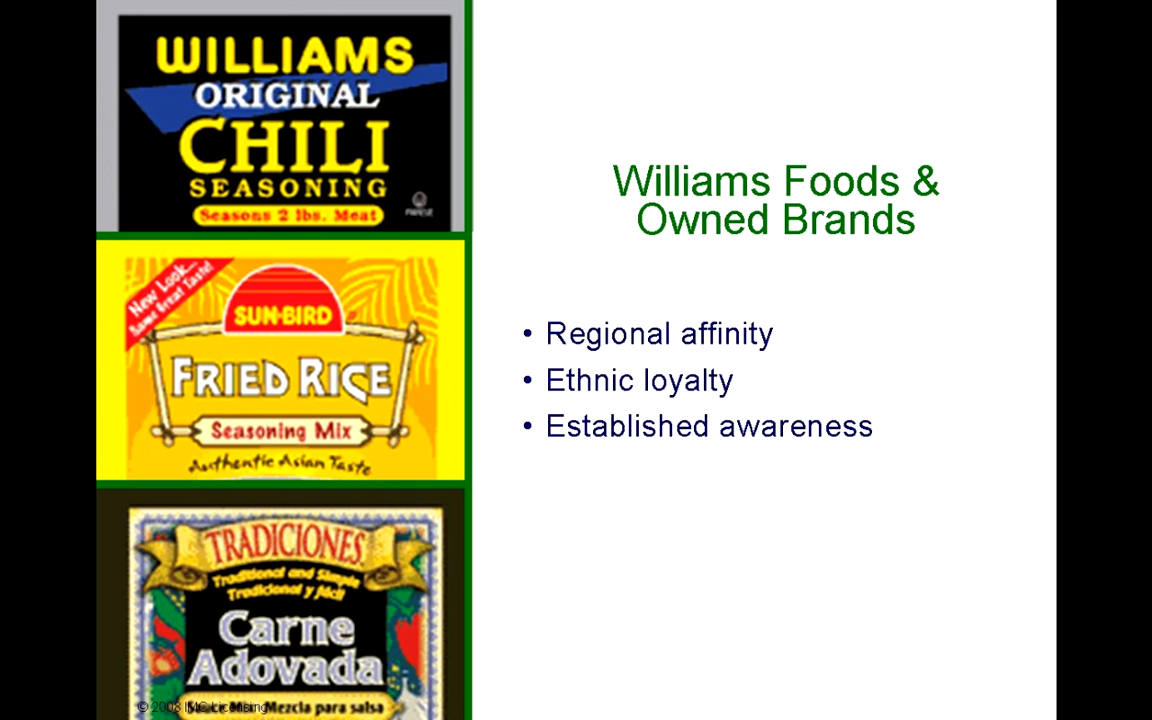 WILLIAMS
ORIGINAL
CHILI
SEASONING
Seasons 2 lbs. Meat
New Look...
Same Great Taste!
SUN-BIRD
FRIED RICE
Seasoning Mix
Authentic Asian Taste
TRADICIONES
Traditional and Simple
Tradicional y fácil
Carne
Adovada
Mezcla para salsa
© 2008 IMC Licensing
Williams Foods &
Owned Brands
• Regional affinity
• Ethnic loyalty
• Established awareness